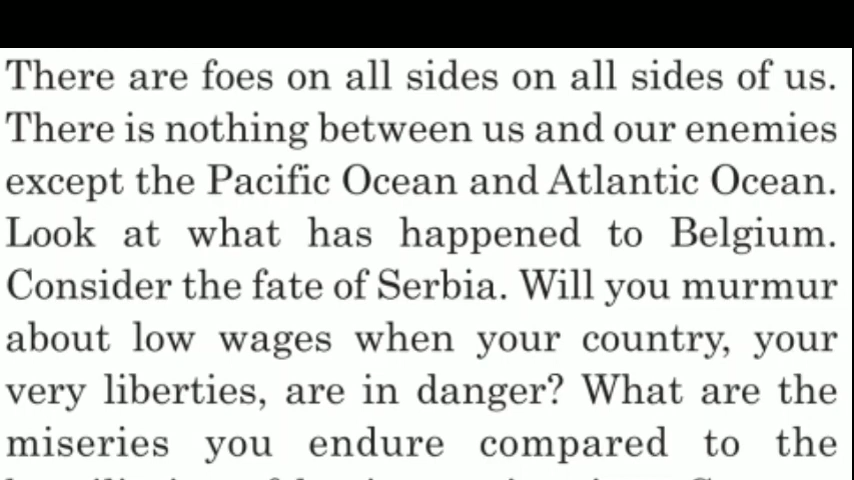 There are foes on all sides on all sides of us.
There is nothing between us and our enemies
except the Pacific Ocean and Atlantic Ocean.
Look at what has happened to Belgium.
Consider the fate of Serbia. Will you murmur
about low wages when your country, your
very liberties, are in danger? What are the
miseries you endure compared to the